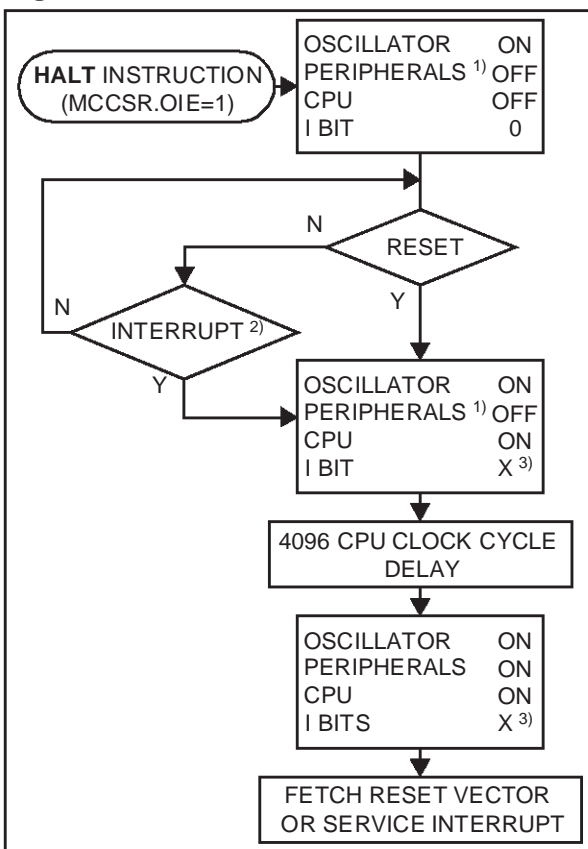 HALT INSTRUCTION
(MCCSR.OIE=1)
OSCILLATOR ON
PERIPHERALS 1) OFF
CPU OFF
I BIT 0
N
RESET
Y
N
INTERRUPT 2)
Y
OSCILLATOR ON
PERIPHERALS 1) OFF
CPU ON
I BIT X 3)
4096 CPU CLOCK CYCLE
DELAY
OSCILLATOR ON
PERIPHERALS ON
CPU ON
I BITS X 3)
FETCH RESET VECTOR
OR SERVICE INTERRUPT